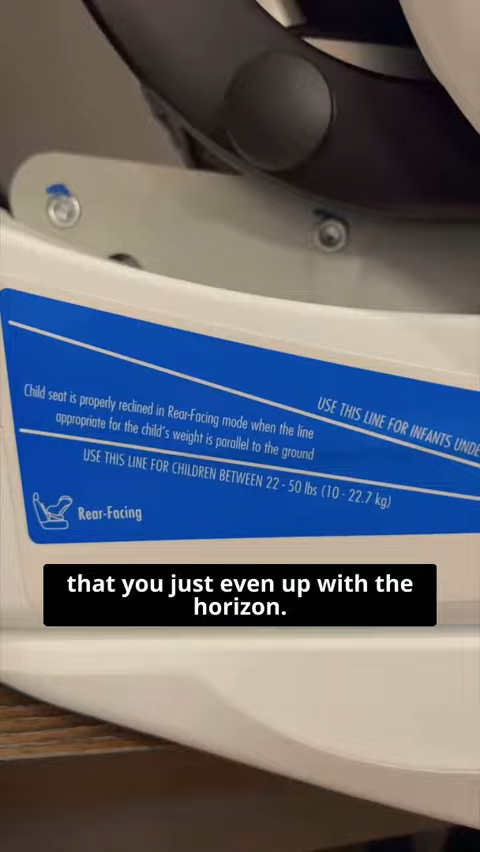 USE THIS LINE FOR INFANTS
Child seat is properly reclined in Rear-Facing mode when the line
appropriate for the child's weight is parallel to the ground
USE THIS LINE FOR CHILDREN BETWEEN 22 - 50 lbs (10 - 22.7 kg)
Rear-Facing
that you just even up with the
horizon.